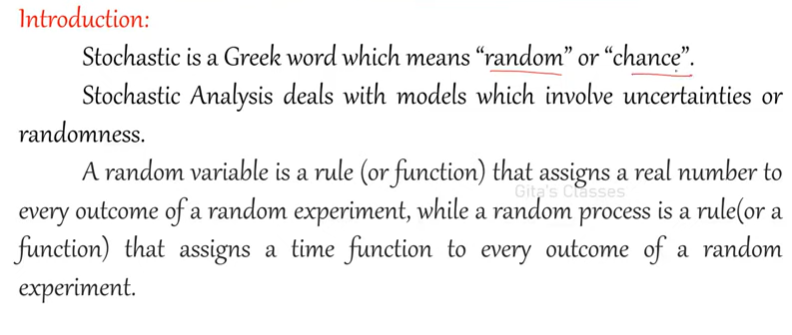 Introduction:
Stochastic is a Greek word which means “random” or “chance”.
Stochastic Analysis deals with models which involve uncertainties or
randomness.
A random variable is a rule (or function) that assigns a real number to
Gita's Classes
every outcome of a random experiment, while a random process is a rule(or a
function) that assigns a time function to every outcome of a random
experiment.